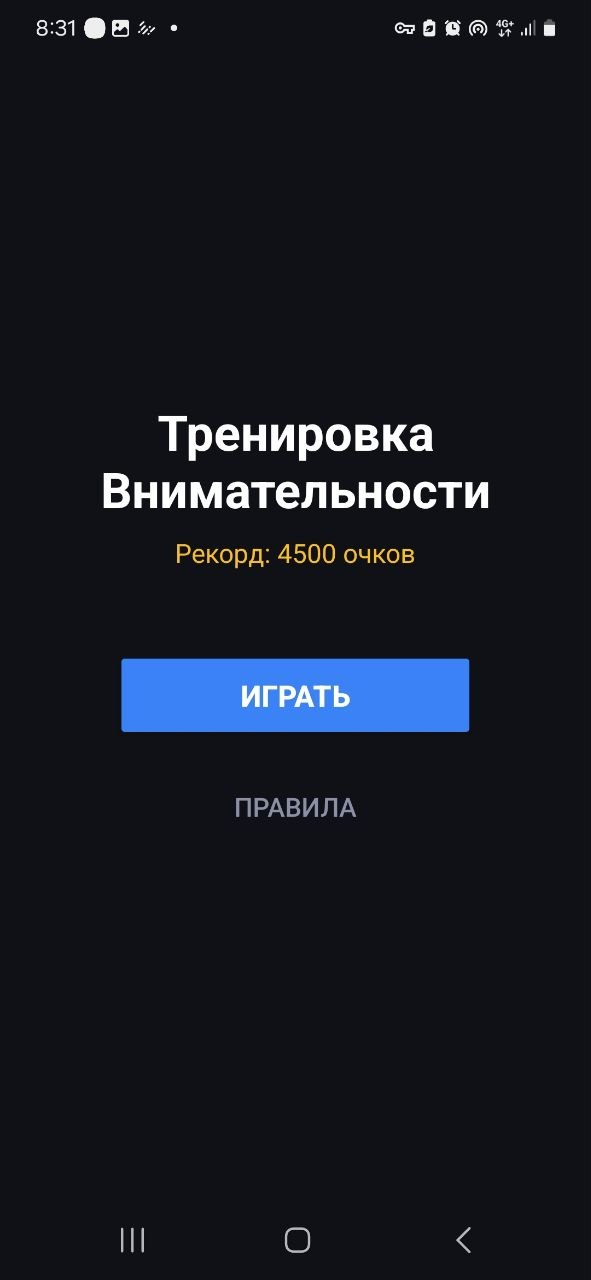 8:31
4G+
Тренировка
Внимательности
Рекорд: 4500 очков
ИГРАТЬ
ПРАВИЛА